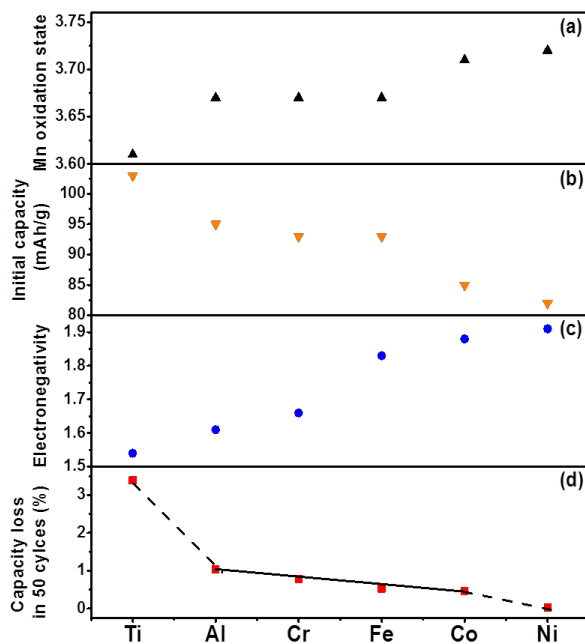 (a)
Mn oxidation state
3.75
3.70
3.65
3.60
(b)
Initial capacity
(mAh/g)
100
95
90
85
80
(c)
Electronegativity
1.9
1.8
1.7
1.6
1.5
(d)
Capacity loss
in 50 cylces (%)
3
2
1
0
Ti Al Cr Fe Co Ni